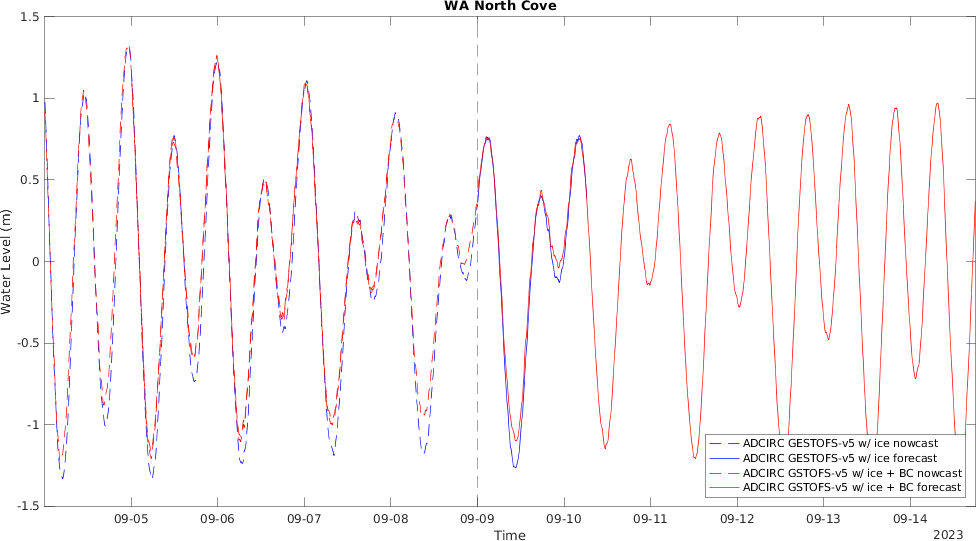 WA North Cove
1.5
1
0.5
0
-0.5
-1
-1.5
Water Level (m)
ADCIRC GESTOFS-v5 w/ ice nowcast
ADCIRC GESTOFS-v5 w/ ice forecast
ADCIRC GSTOFS-v5 w/ ice + BC nowcast
ADCIRC GSTOFS-v5 w/ ice + BC forecast
09-05 09-06 09-07 09-08 09-09 09-10 09-11 09-12 09-13 09-14
Time
2023